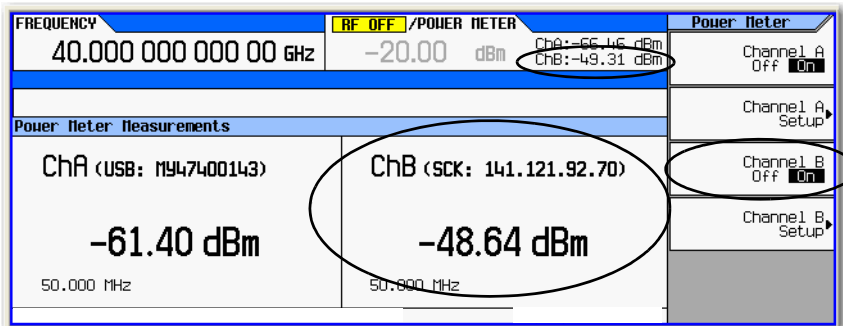 FREQUENCY
RF OFF /POWER METER
Power Meter
40.000 000 000 00 GHz
-20.00 dBm
ChA:-66.46 dBm
ChB:-49.31 dBm
Channel A
Off On
Channel A
Setup
Power Meter Measurements
ChA (USB: MY47400143)
ChB (SCK: 141.121.92.70)
Channel B
Off On
-61.40 dBm
-48.64 dBm
Channel B
Setup
50.000 MHz
50.000 MHz